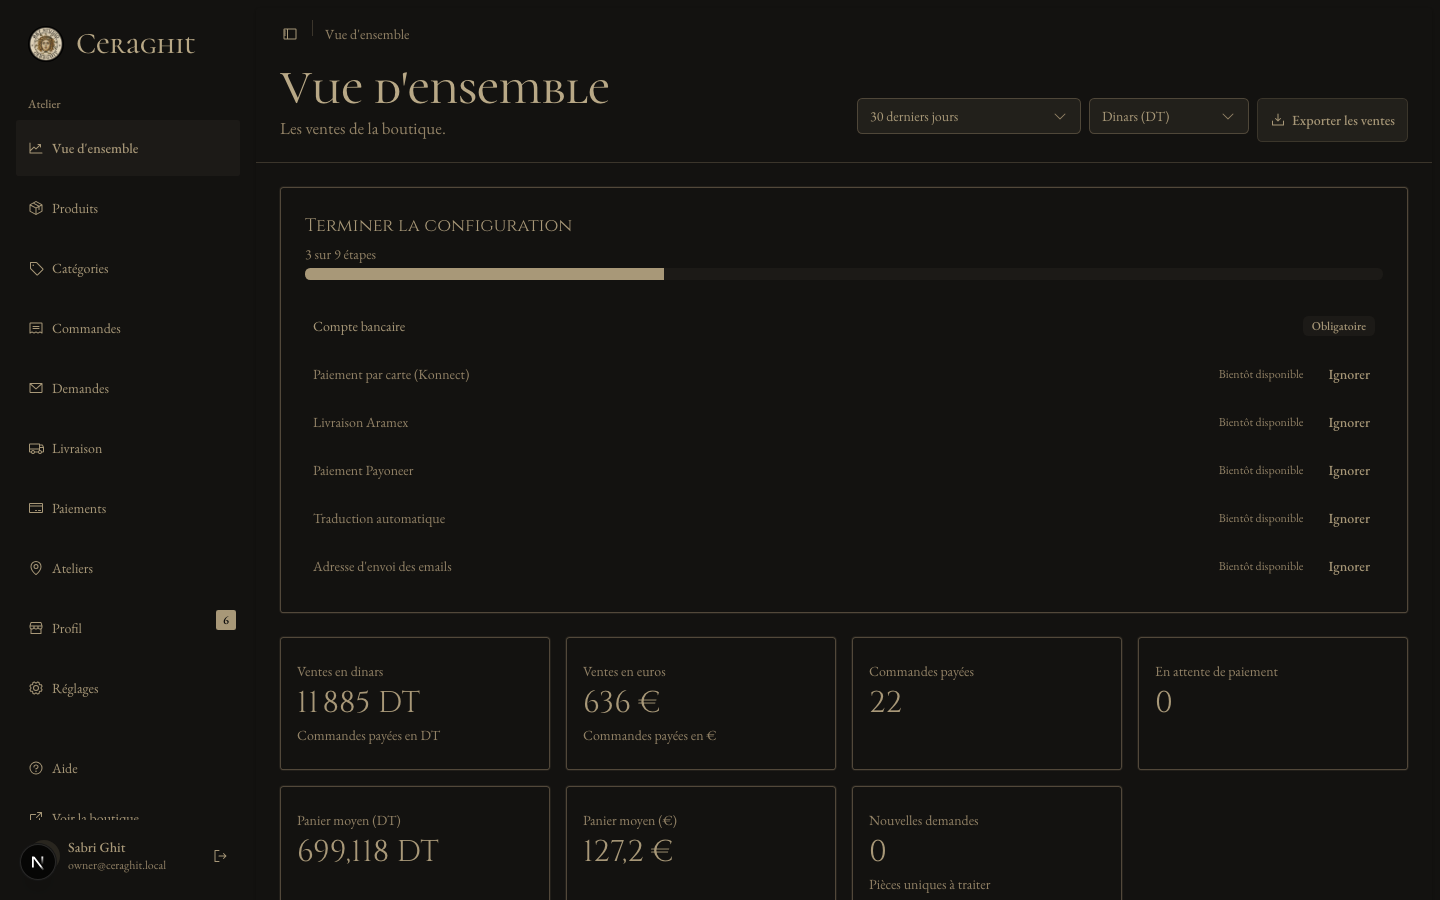 Ceraghit
Atelier
Vue d'ensemble
Produits
Catégories
Commandes
Demandes
Livraison
Paiements
Ateliers
Profil
6
Réglages
Aide
Voir la boutique
N
Sabri Ghit
owner@ceraghit.local
Vue d'ensemble
Vue d'ensemble
Les ventes de la boutique.
30 derniers jours
Dinars (DT)
Exporter les ventes
Terminer la configuration
3 sur 9 étapes
Compte bancaire Obligatoire
Paiement par carte (Konnect) Bientôt disponible Ignorer
Livraison Aramex Bientôt disponible Ignorer
Paiement Payoneer Bientôt disponible Ignorer
Traduction automatique Bientôt disponible Ignorer
Adresse d'envoi des emails Bientôt disponible Ignorer
Ventes en dinars
11 885 DT
Commandes payées en DT
Ventes en euros
636 €
Commandes payées en €
Commandes payées
22
En attente de paiement
0
Panier moyen (DT)
699,118 DT
Panier moyen (€)
127,2 €
Nouvelles demandes
0
Pièces uniques à traiter